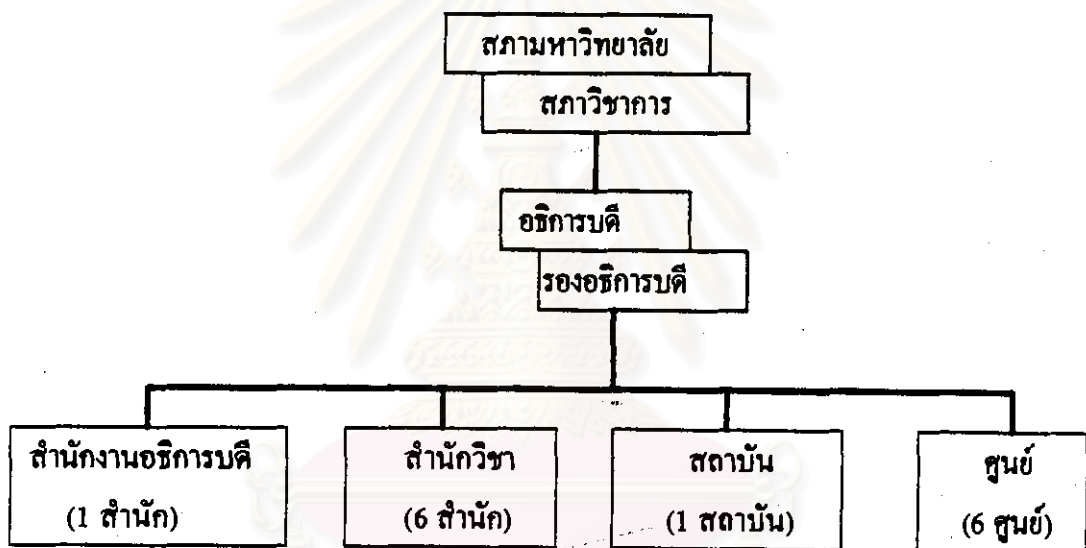 สภามหาวิทยาลัย
สภาวิชาการ
อธิการบดี
รองอธิการบดี
สำนักงานอธิการบดี
(1 สำนัก)
สำนักวิชา
(6 สำนัก)
สถาบัน
(1 สถาบัน)
ศูนย์
(6 ศูนย์)